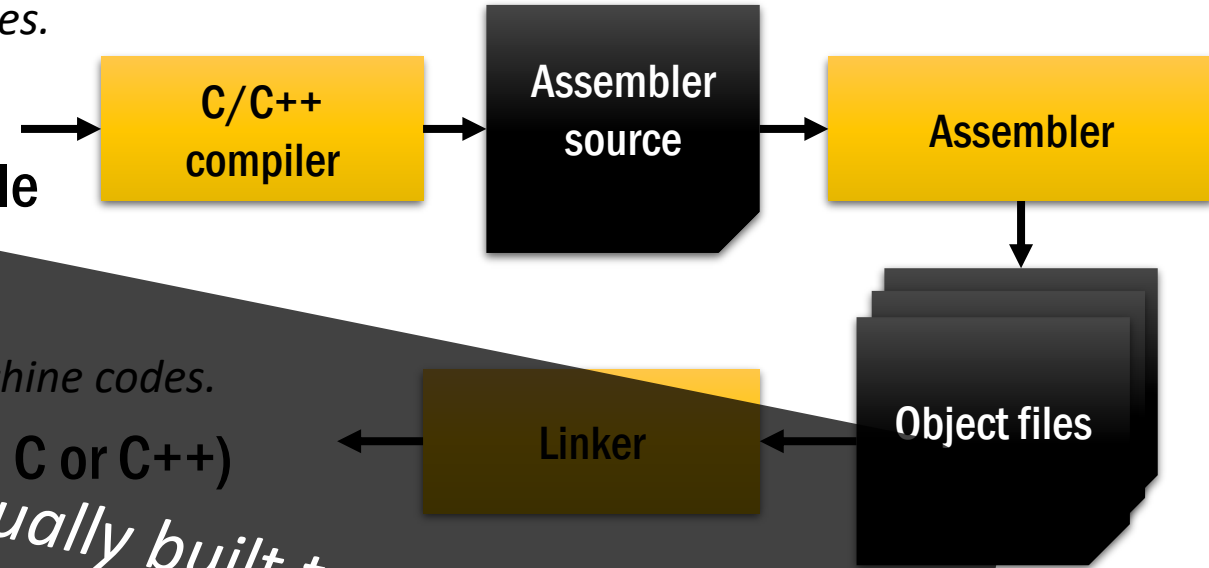 es.
C/C++
compiler
Assembler
source
Assembler
le
hine codes.
Linker
Object files
C or C++)
ually built t